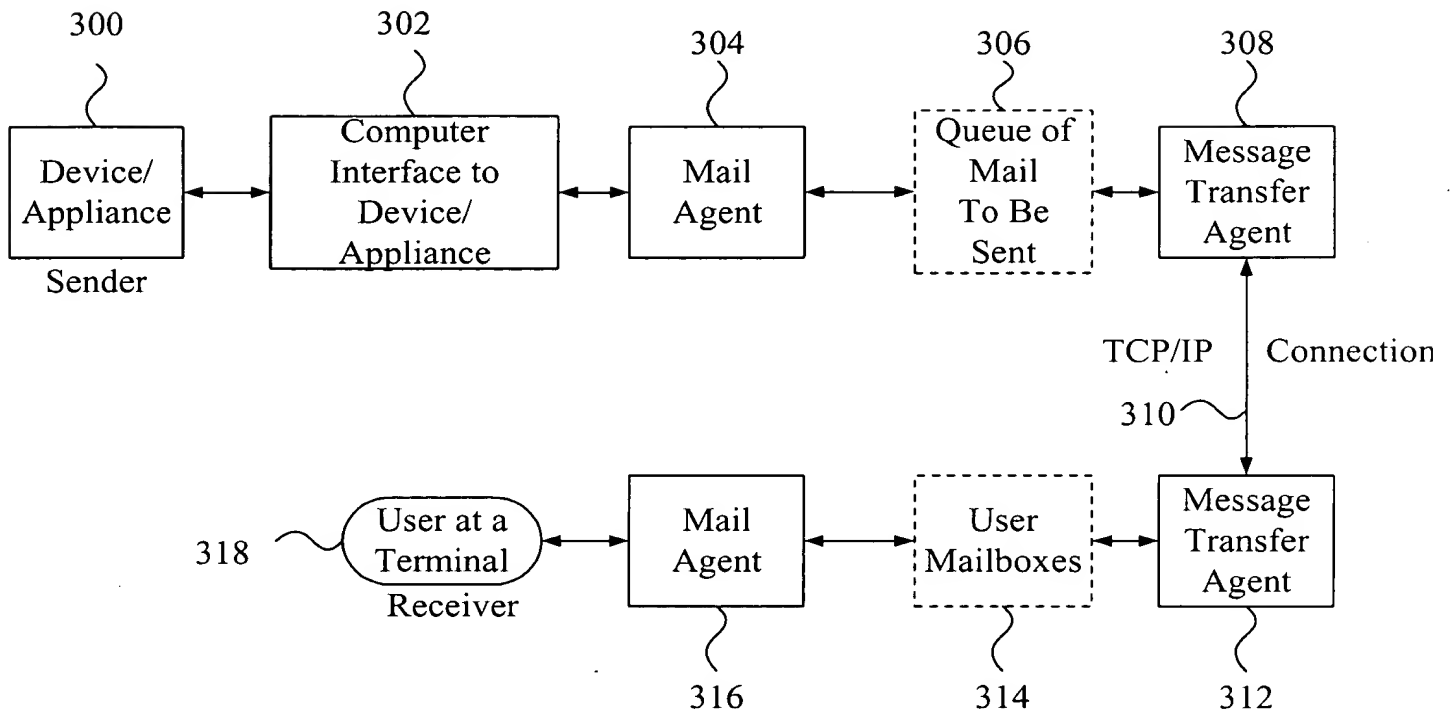 300
302
304
306
308
Device/
Appliance
Sender
Computer
Interface to
Device/
Appliance
Mail
Agent
Queue of
Mail
To Be
Sent
Message
Transfer
Agent
TCP/IP Connection
310
User at a
Terminal
Receiver
318
Mail
Agent
User
Mailboxes
Message
Transfer
Agent
316
314
312